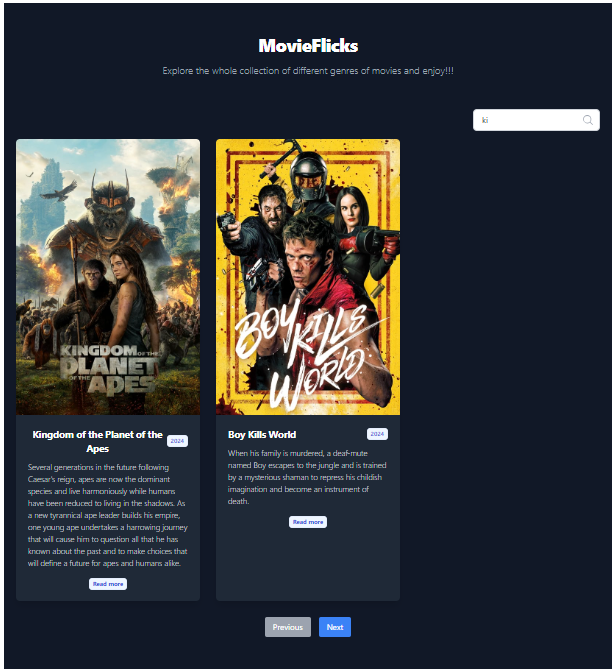 MovieFlicks
Explore the whole collection of different genres of movies and enjoy!!!
ki
KINGDOM OF THE
PLANET
OF THE APES
BOY KILLS
WORLD
Kingdom of the Planet of the
Apes
2024
Several generations in the future following
Caesar's reign, apes are now the dominant
species and live harmoniously while humans
have been reduced to living in the shadows. As
a new tyrannical ape leader builds his empire,
one young ape undertakes a harrowing journey
that will cause him to question all that he has
known about the past and to make choices that
will define a future for apes and humans alike.
Read more
Boy Kills World
2024
When his family is murdered, a deaf-mute
named Boy escapes to the jungle and is trained
by a mysterious shaman to repress his childish
imagination and become an instrument of
death.
Read more
Previous
Next